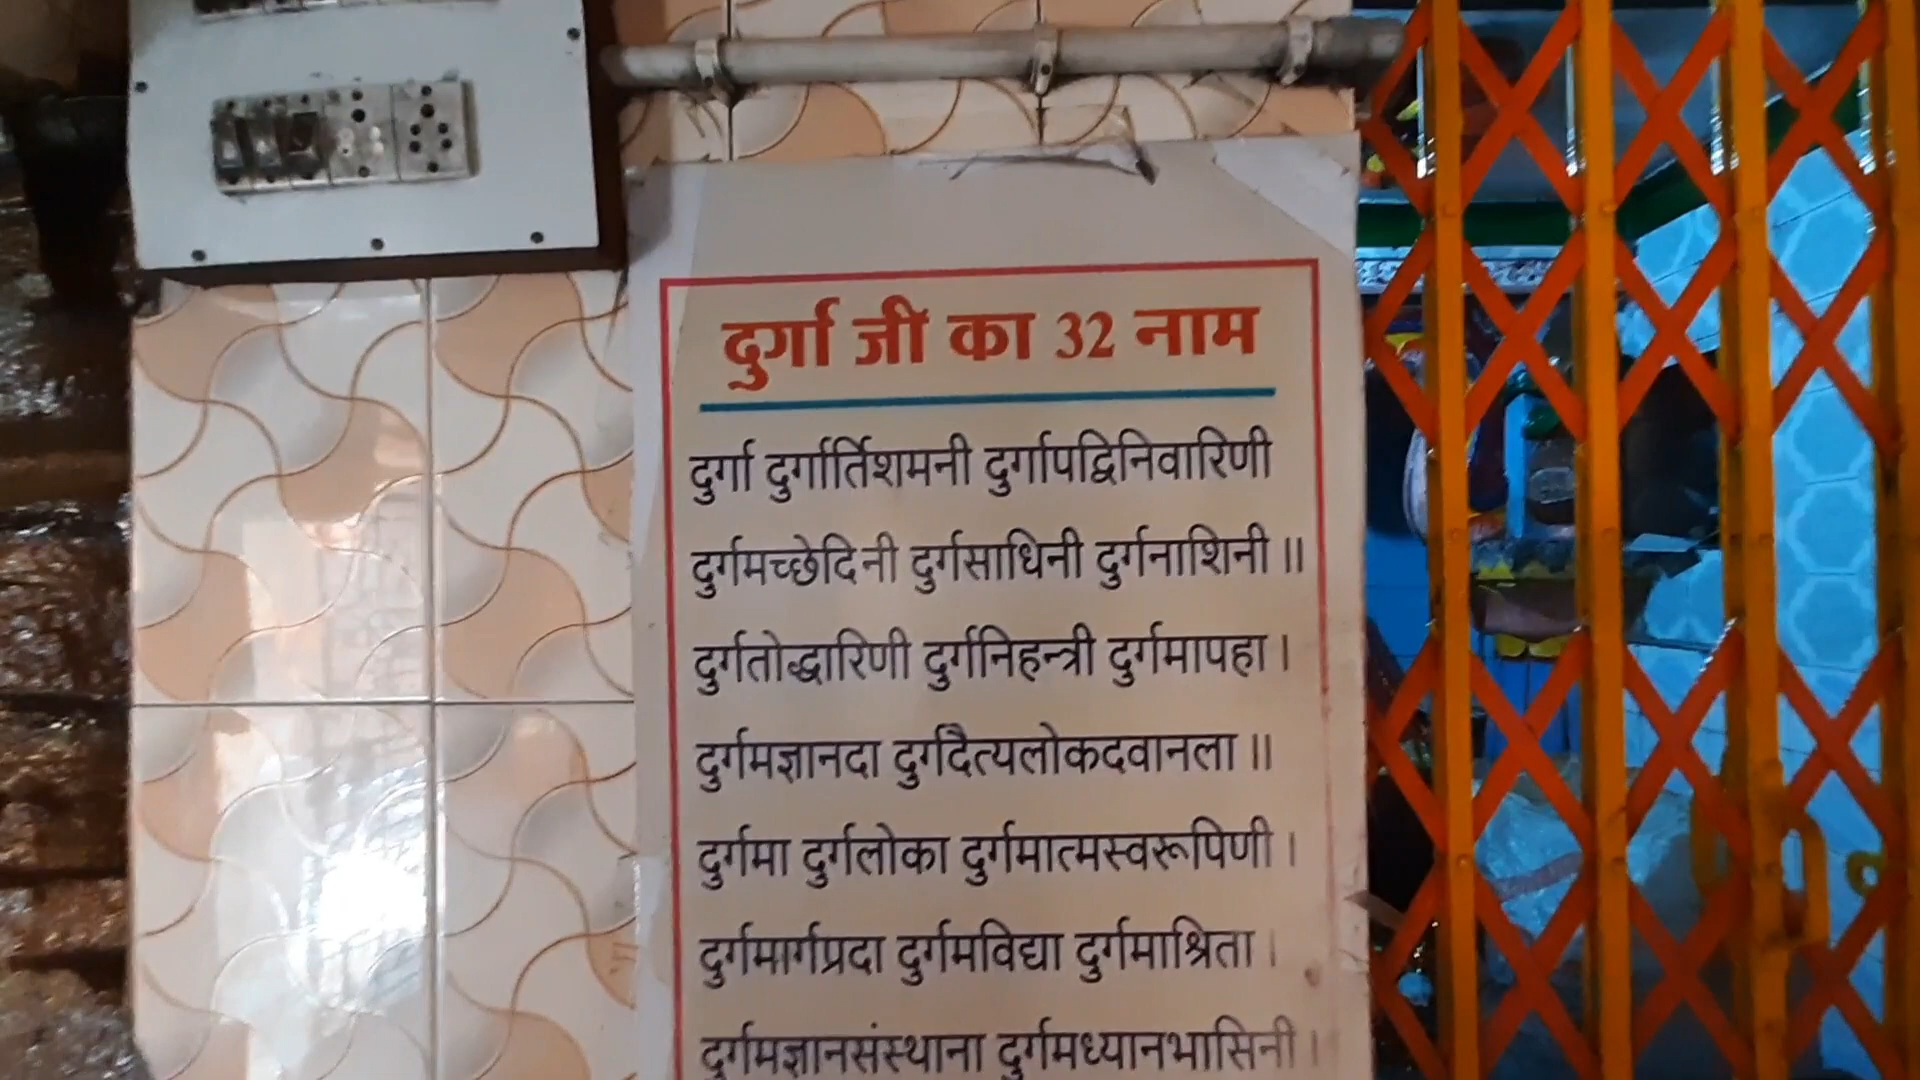 दुर्गा जी का 32 नाम
दुर्गा दुर्गार्तिशमनी दुर्गापद्विनिवारिणी
दुर्गमच्छेदिनी दुर्गसाधिनी दुर्गनाशिनी ॥
दुर्गतोद्धारिणी दुर्गनिहन्त्री दुर्गमापहा ।
दुर्गमज्ञानदा दुर्गदैत्यलोकदवानला ॥
दुर्गमा दुर्गलोका दुर्गमात्मस्वरूपिणी ।
दुर्गमार्गप्रदा दुर्गमविद्या दुर्गमाश्रिता ।
दुर्गमज्ञानसंस्थाना दुर्गमध्यानभासिनी ।